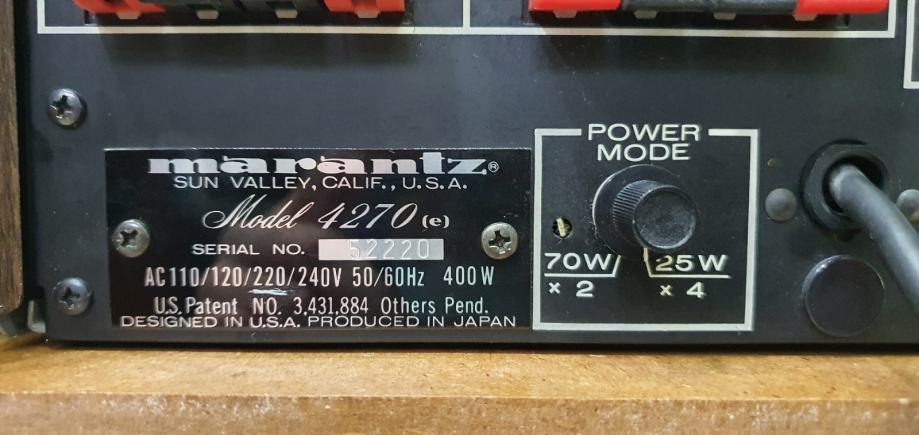 marantz®
SUN VALLEY, CALIF., U.S.A.
Model 4270 (e)
SERIAL NO. 52220
AC110/120/220/240V 50/60Hz 400W
U.S. Patent NO. 3,431,884 Others Pend.
DESIGNED IN U.S.A. PRODUCED IN JAPAN
POWER
MODE
70W 25W
x 2 x 4